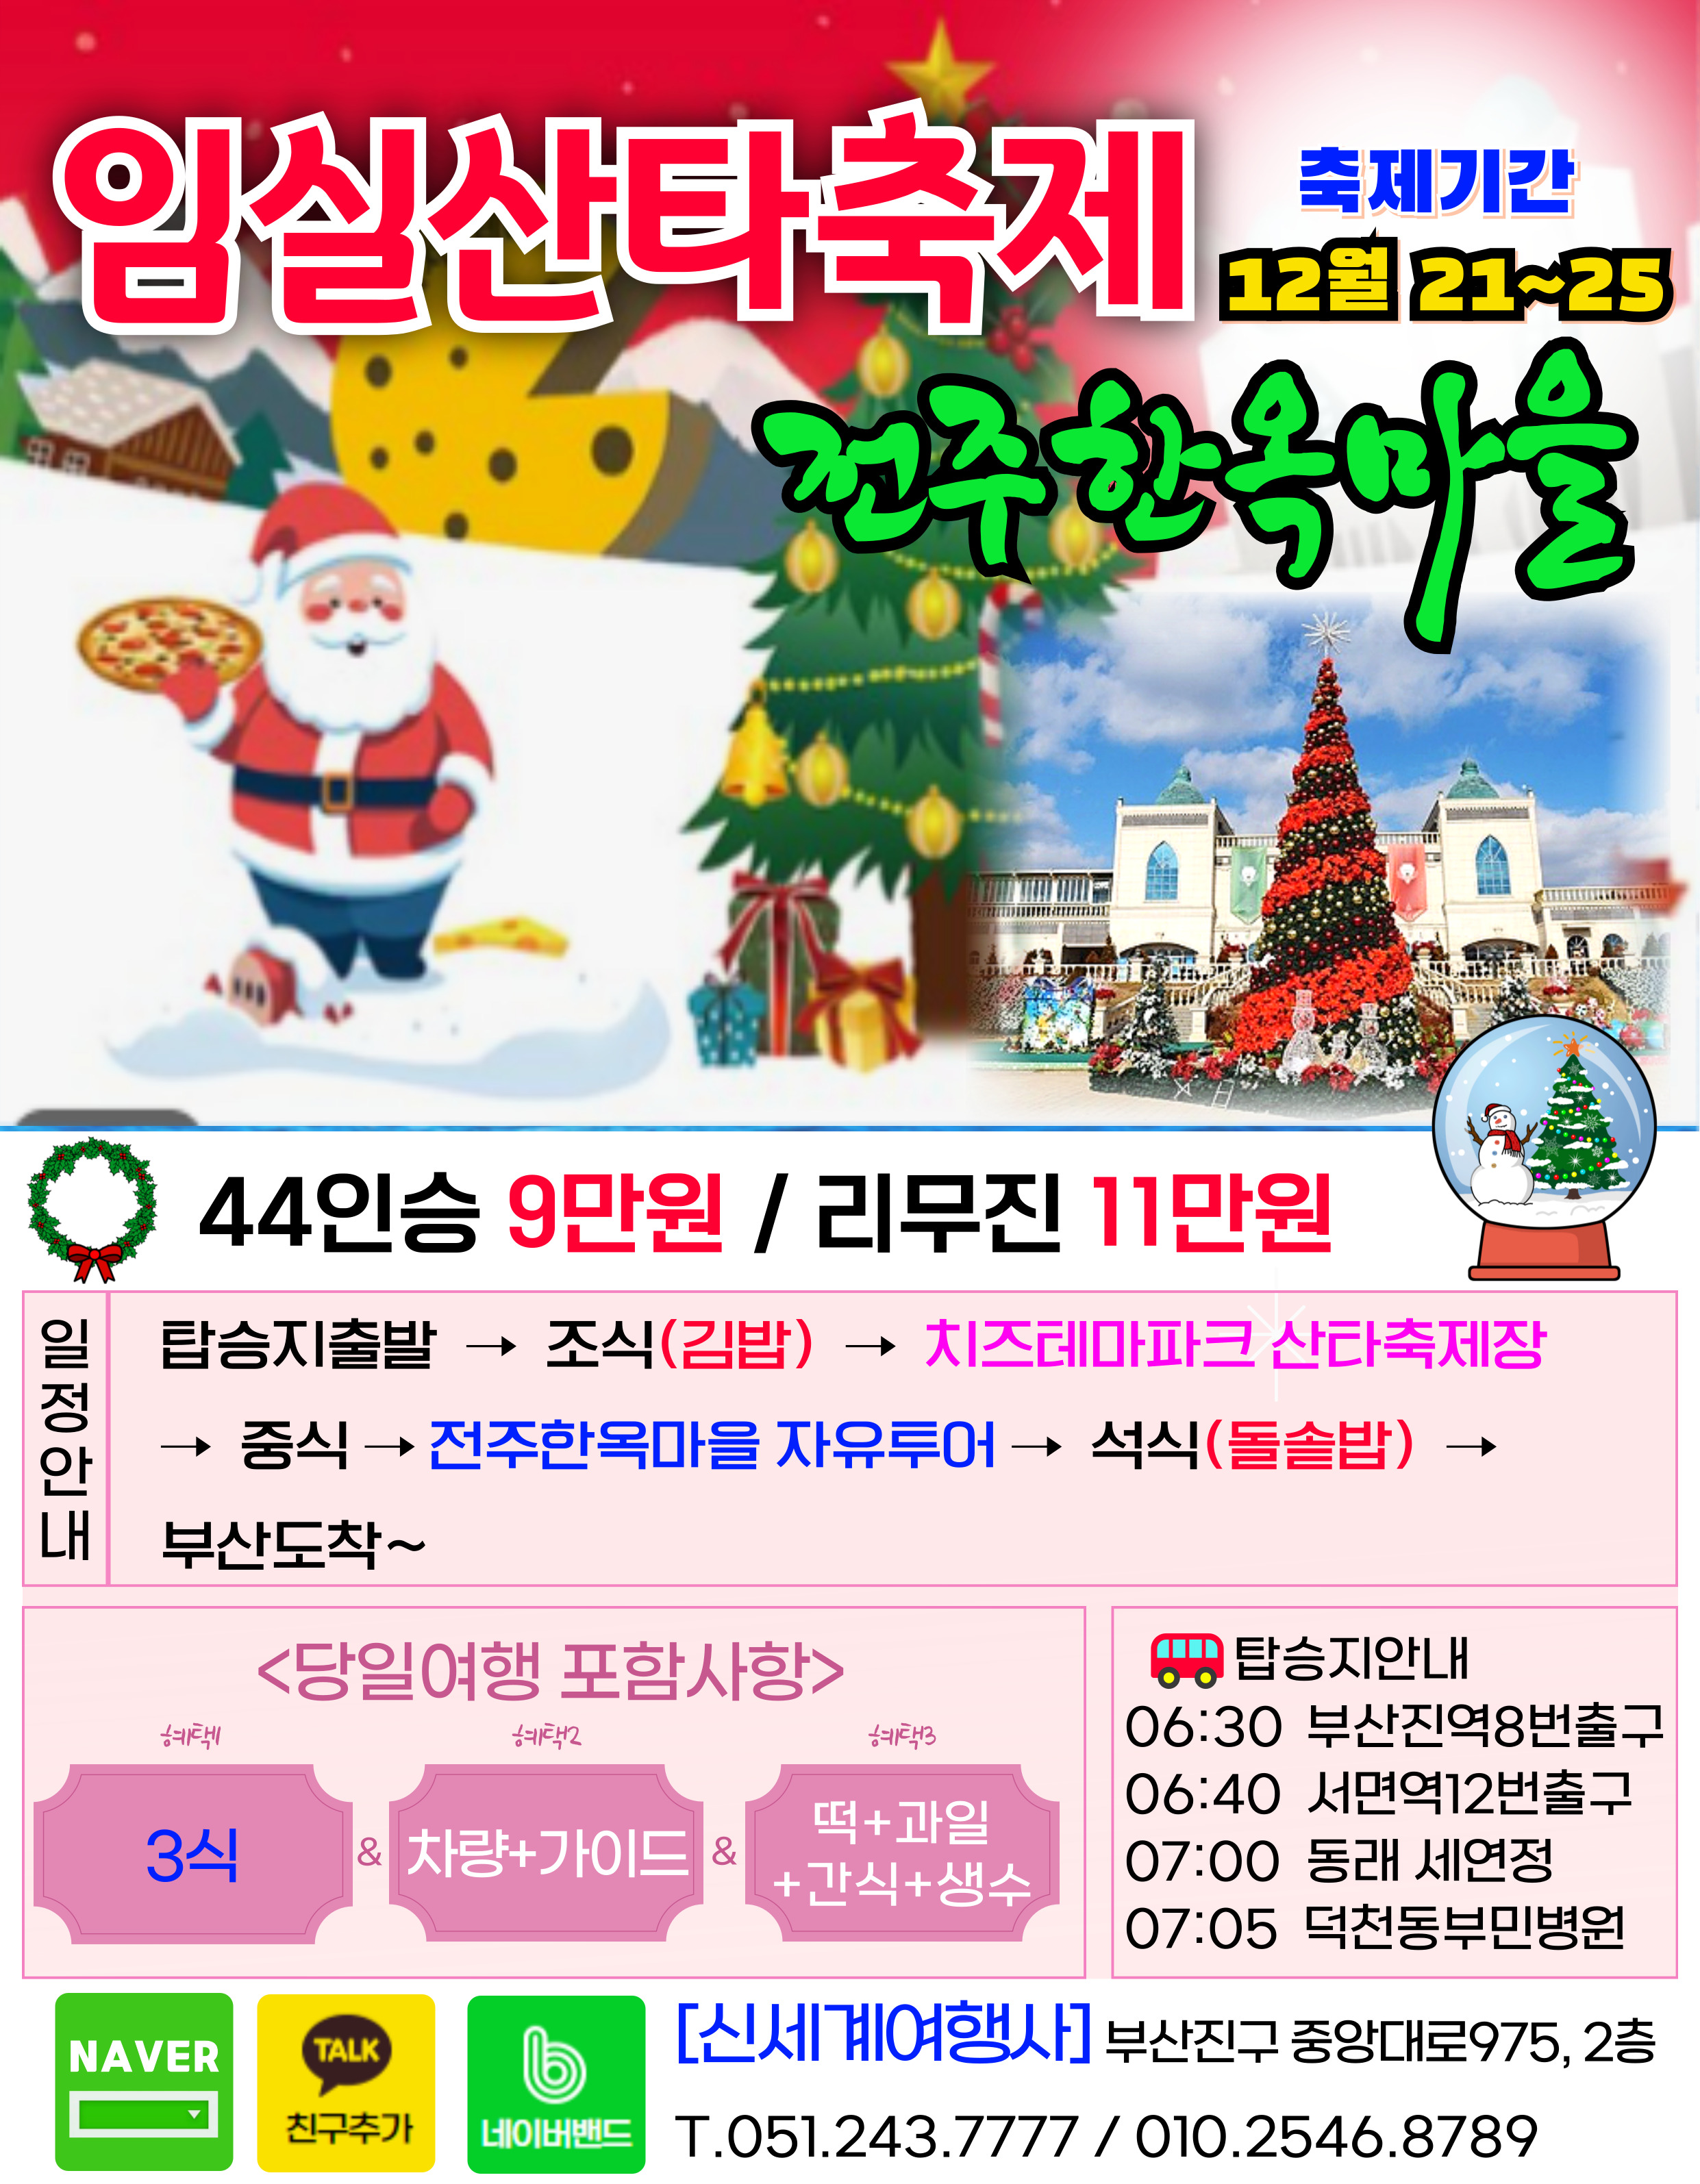 임실산타축제
축제기간
12월 21~25
전주한옥마을
44인승 9만원 / 리무진 11만원
일정안내
탑승지출발 → 조식(김밥) → 치즈테마파크 산타축제장
→ 중식 → 전주한옥마을 자유투어 → 석식(돌솥밥) →
부산도착~
<당일여행 포함사항>
혜택1
혜택2
혜택3
3식
&
차량+가이드
&
떡+과일
+간식+생수
탑승지안내
06:30 부산진역8번출구
06:40 서면역12번출구
07:00 동래 세연정
07:05 덕천동부민병원
NAVER
TALK
친구추가
네이버밴드
[신세계여행사] 부산진구 중앙대로975, 2층
T.051.243.7777 / 010.2546.8789